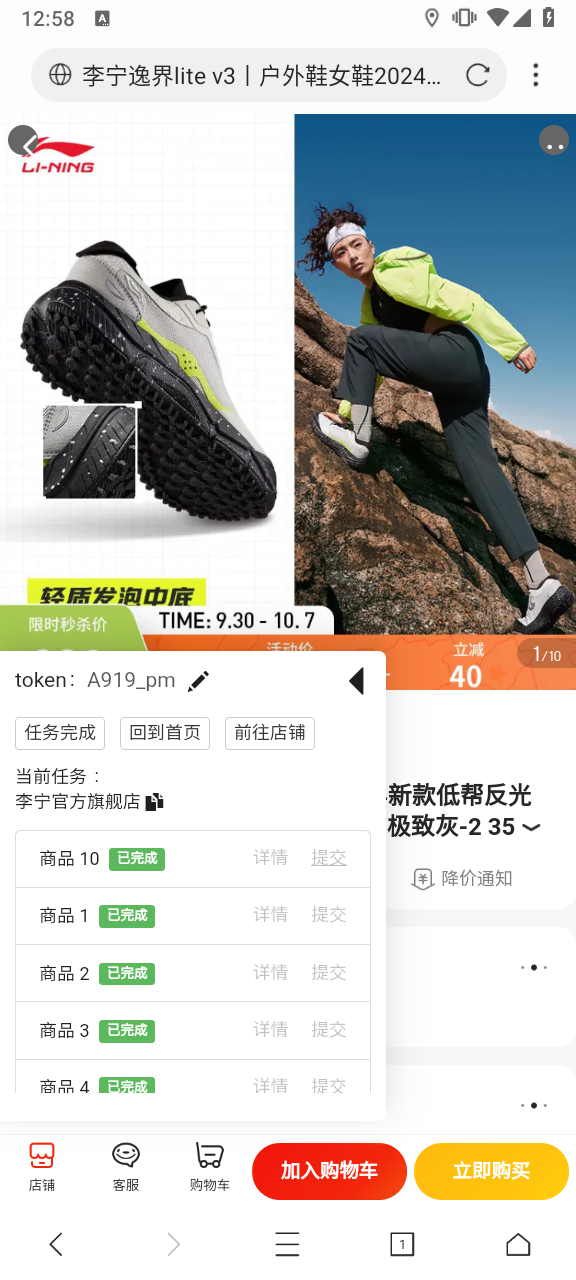 12:58
A
李宁逸界lite v3丨户外鞋女鞋2024...
LI-NING
轻质发泡中底
限时秒杀价
TIME: 9.30 - 10. 7
活动价
立减
40
1/10
token： A919_pm
任务完成 回到首页 前往店铺
当前任务：
李宁官方旗舰店
新款低帮反光
极致灰-2 35
降价通知
商品 10 已完成 详情 提交
商品 1 已完成 详情 提交
商品 2 已完成 详情 提交
商品 3 已完成 详情 提交
商品 4 已完成 详情 提交
店铺 客服 购物车 加入购物车 立即购买
1